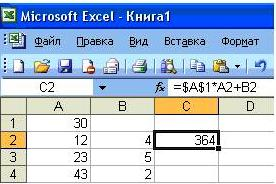 Microsoft Excel - Книга1
Файл Правка Вид Вставка Формат
C2 fx =$A$1*A2+B2
A B C D
1 30
2 12 4 364
3 23 5
4 43 2